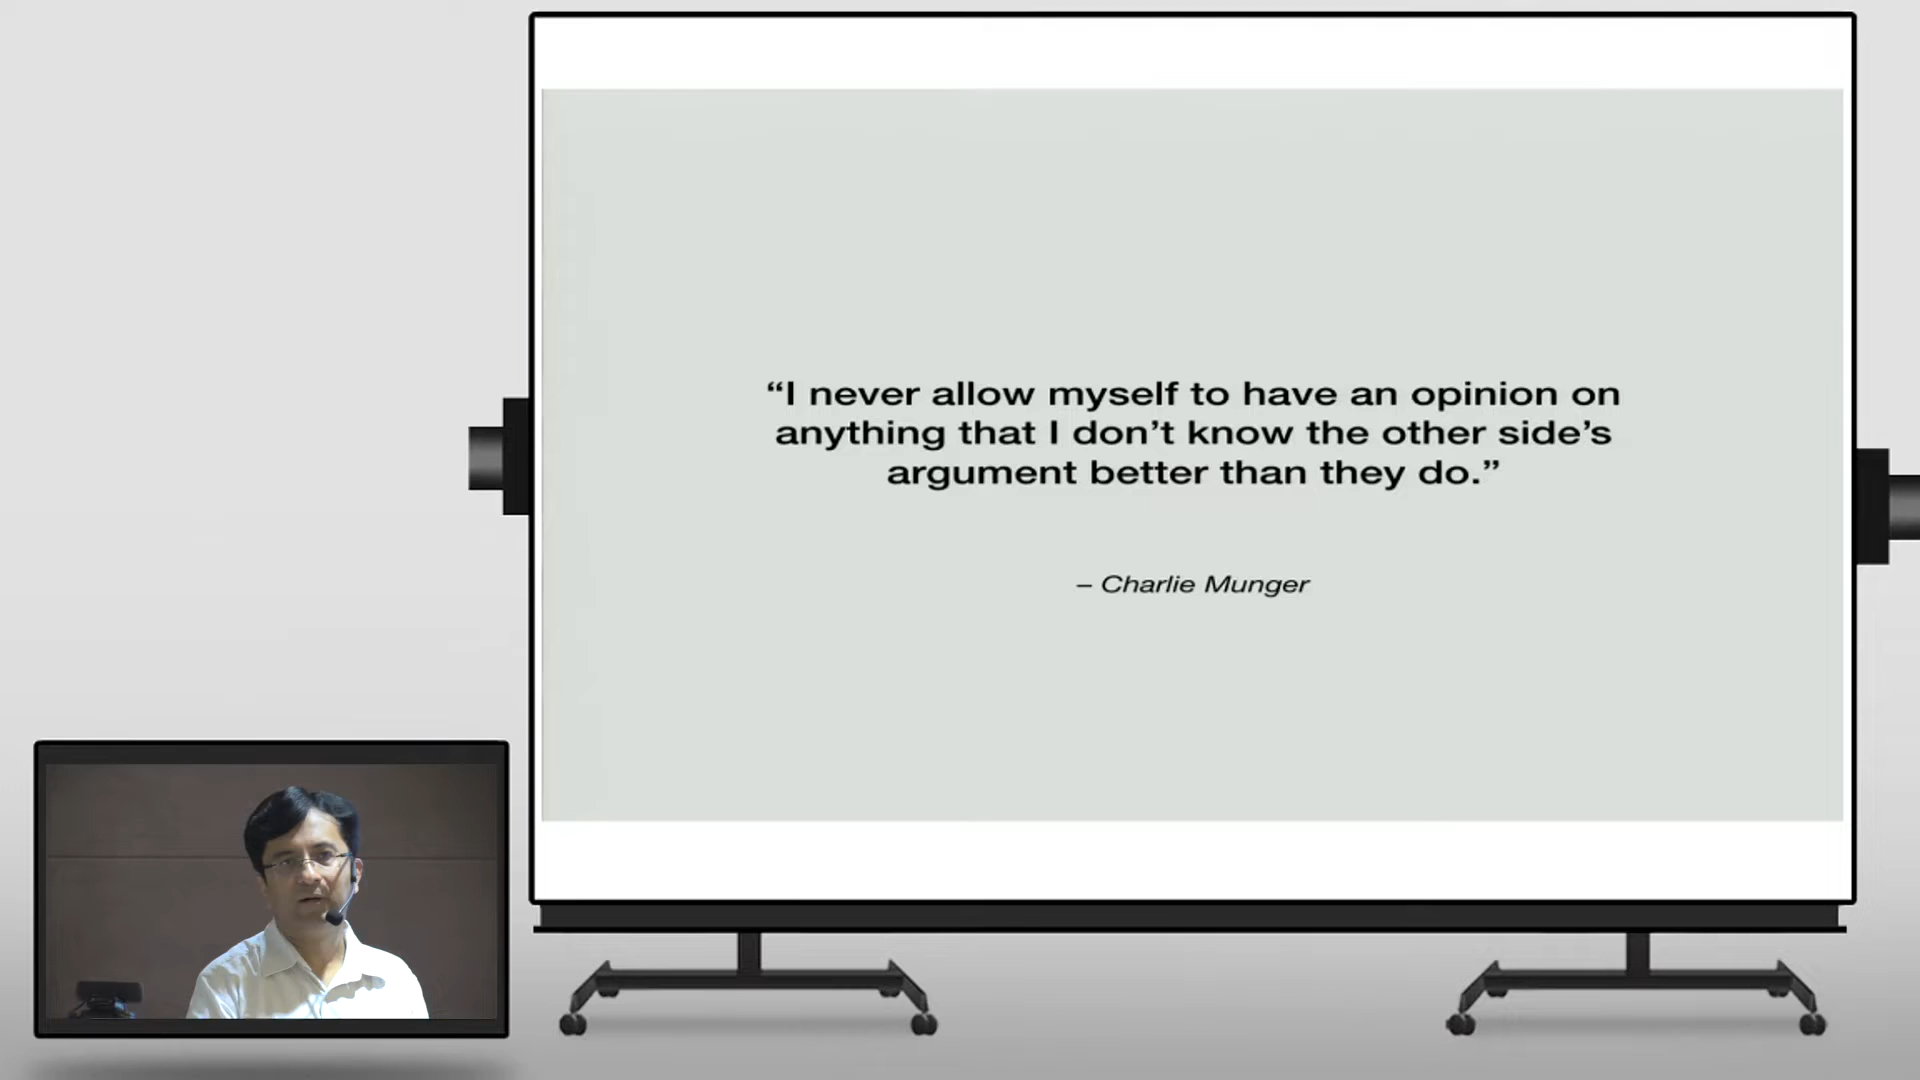 “I never allow myself to have an opinion on
anything that I don’t know the other side’s
argument better than they do.”
– Charlie Munger